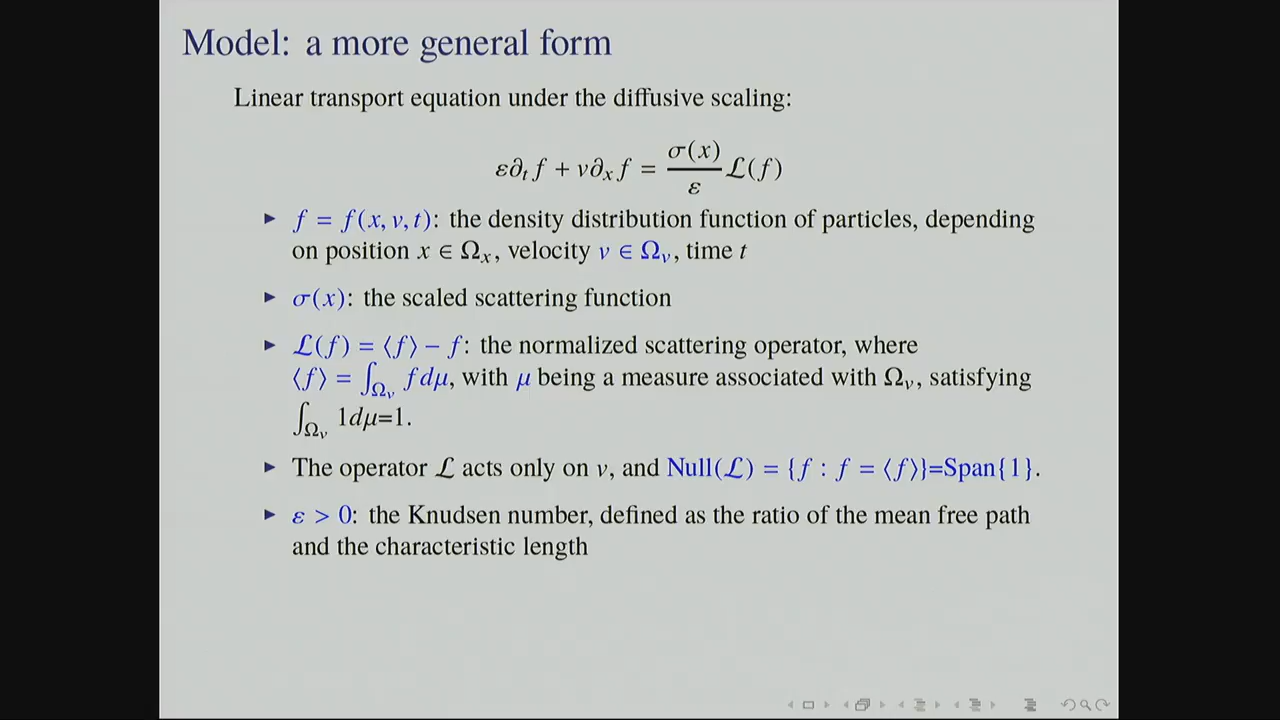 Model: a more general form
Linear transport equation under the diffusive scaling:
ε∂ₜf + v∂ₓf = σ(x)/ε ℒ(f)
▶ f = f(x, v, t): the density distribution function of particles, depending
on position x ∈ Ωₓ, velocity v ∈ Ωᵥ, time t
▶ σ(x): the scaled scattering function
▶ ℒ(f) = ⟨f⟩ − f: the normalized scattering operator, where
⟨f⟩ = ∫_Ωᵥ f dμ, with μ being a measure associated with Ωᵥ, satisfying
∫_Ωᵥ 1dμ=1.
▶ The operator ℒ acts only on v, and Null(ℒ) = {f : f = ⟨f⟩}=Span{1}.
▶ ε > 0: the Knudsen number, defined as the ratio of the mean free path
and the characteristic length